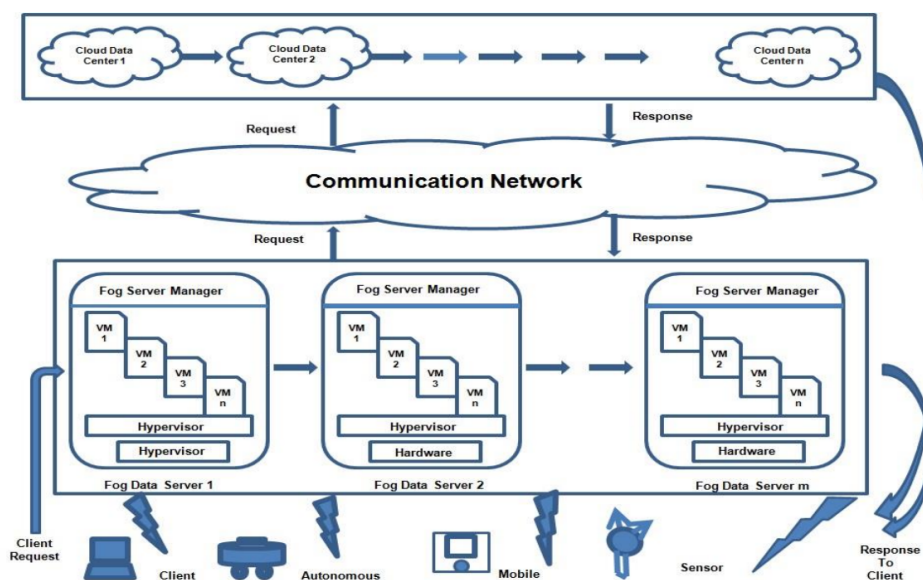 Cloud Data
Center 1
Cloud Data
Center 2
Cloud Data
Center n
Request
Response
Communication Network
Request
Response
Fog Server Manager
VM
1
VM
2
VM
3
VM
n
Hypervisor
Hypervisor
Fog Data Server 1
Fog Server Manager
VM
1
VM
2
VM
3
VM
n
Hypervisor
Hardware
Fog Data Server 2
Fog Server Manager
VM
1
VM
2
VM
3
VM
n
Hypervisor
Hardware
Fog Data Server m
Client
Request
Client
Autonomous
Mobile
Sensor
Response
To
Client